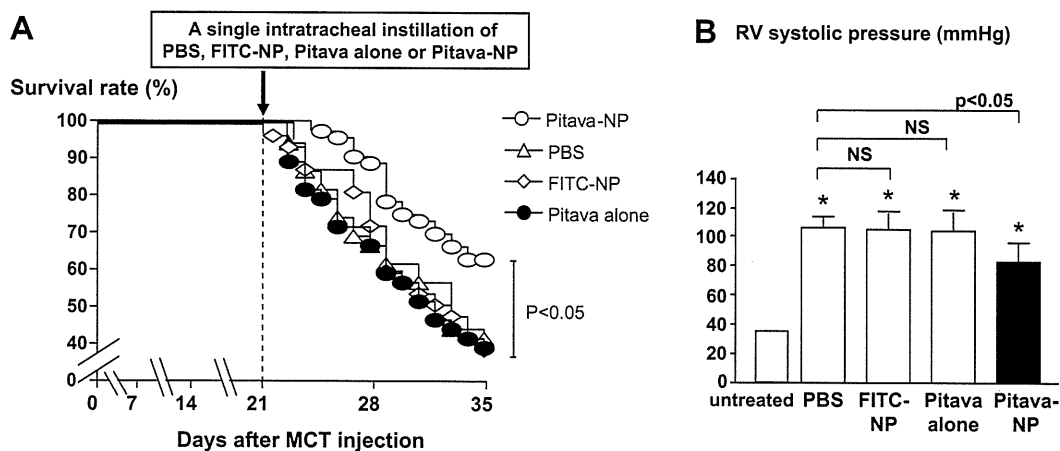 A
A single intratracheal instillation of
PBS, FITC-NP, Pitava alone or Pitava-NP
Survival rate (%)
100
90
80
70
60
50
40
0
0
7
14
21
28
35
Days after MCT injection
Pitava-NP
PBS
FITC-NP
Pitava alone
P<0.05
B RV systolic pressure (mmHg)
p<0.05
NS
NS
140
120
100
80
60
40
20
0
*
*
*
*
untreated
PBS
FITC-
NP
Pitava
alone
Pitava-
NP